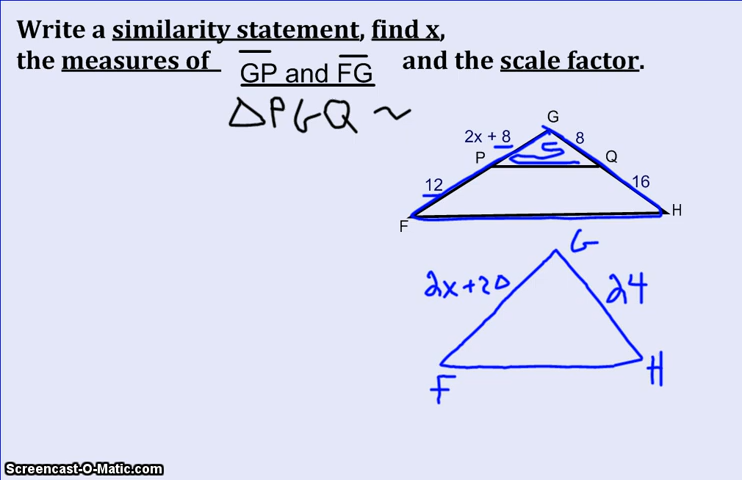 Write a similarity statement, find x,
the measures of GP and FG and the scale factor.
△PGQ ~
G
2x + 8
8
S
P
Q
12
16
F
H
G
2x+20
24
F
H
Screencast-O-Matic.com